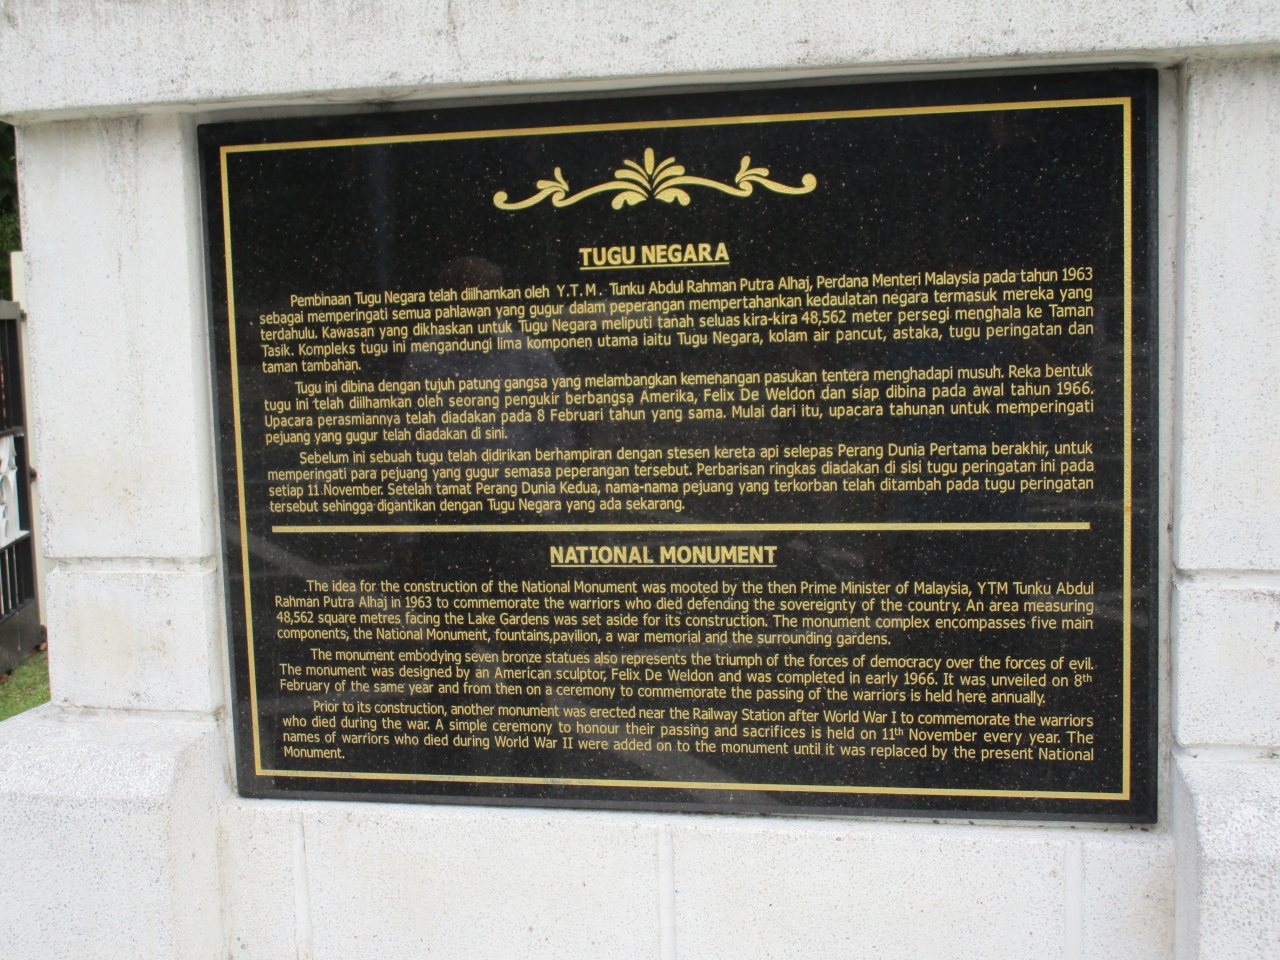 TUGU NEGARA
Pembinaan Tugu Negara telah diilhamkan oleh Y.T.M. Tunku Abdul Rahman Putra Alhaj, Perdana Menteri Malaysia pada tahun 1963
sebagai memperingati semua pahlawan yang gugur dalam peperangan mempertahankan kedaulatan negara termasuk mereka yang
terdahulu. Kawasan yang dikhaskan untuk Tugu Negara meliputi tanah seluas kira-kira 48,562 meter persegi menghala ke Taman
Tasik. Kompleks tugu ini mengandungi lima komponen utama iaitu Tugu Negara, kolam air pancut, astaka, tugu peringatan dan
taman tambahan.
Tugu ini dibina dengan tujuh patung gangsa yang melambangkan kemehangan pasukan tentera menghadapi musuh. Reka bentuk
tugu ini telah diilhamkan oleh seorang pengukir berbangsa Amerika, Felix De Weldon dan siap dibina pada awal tahun 1966.
Upacara perasmiannya telah diadakan pada 8 Februari tahun yang sama. Mulai dari itu, upacara tahunan untuk memperingati
pejuang yang gugur telah diadakan di sini.
Sebelum ini sebuah tugu telah didirikan berhampiran dengan stesen kereta api selepas Perang Dunia Pertama berakhir, untuk
memperingati para pejuang yang gugur semasa peperangan tersebut. Perbarisan ringkas diadakan di sisi tugu peringatan ini pada
setiap 11 November. Setelah tamat Perang Dunia Kedua, nama-nama pejuang yang terkorban telah ditambah pada tugu peringatan
tersebut sehingga digantikan dengan Tugu Negara yang ada sekarang.
NATIONAL MONUMENT
.The idea for the construction of the National Monument was mooted by the then Prime Minister of Malaysia, YTM Tunku Abdul
Rahman Putra Alhaj in 1963 to commemorate the warriors who died defending the sovereignty of the country. An area measuring
48,562 square metres facing the Lake Gardens was set aside for its construction. The monument complex encompasses five main
components, the National Monument, fountains,pavilion, a war memorial and the surrounding gardens.
The monument embodying seven bronze statues also represents the triumph of the forces of democracy over the forces of evil.
The monument was designed by an American sculptor, Felix De Weldon and was completed in early 1966. It was unveiled on 8th
February of the same year and from then on a ceremony to commemorate the passing of the warriors is held here annually.
Prior to its construction, another monument was erected near the Railway Station after World War I to commemorate the warriors
who died during the war. A simple ceremony to honour their passing and sacrifices is held on 11th November every year. The
names of warriors who died during World War II were added on to the monument until it was replaced by the present National
Monument.